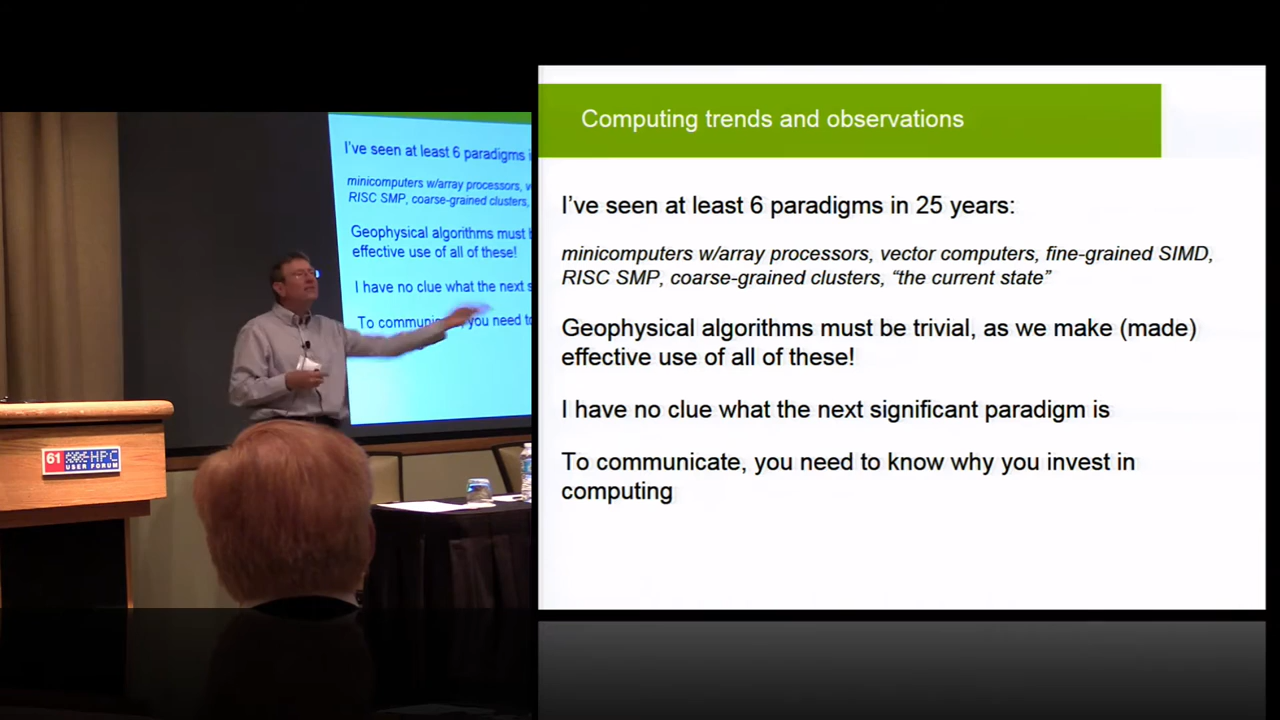 I've seen at least 6 paradigms i
minicomputers w/array processors, v
RISC SMP, coarse-grained clusters,
Geophysical algorithms must b
effective use of all of these!
I have no clue what the next s
To commun you need to
61 HPC
USER FORUM
Computing trends and observations
I've seen at least 6 paradigms in 25 years:
minicomputers w/array processors, vector computers, fine-grained SIMD,
RISC SMP, coarse-grained clusters, “the current state”
Geophysical algorithms must be trivial, as we make (made)
effective use of all of these!
I have no clue what the next significant paradigm is
To communicate, you need to know why you invest in
computing